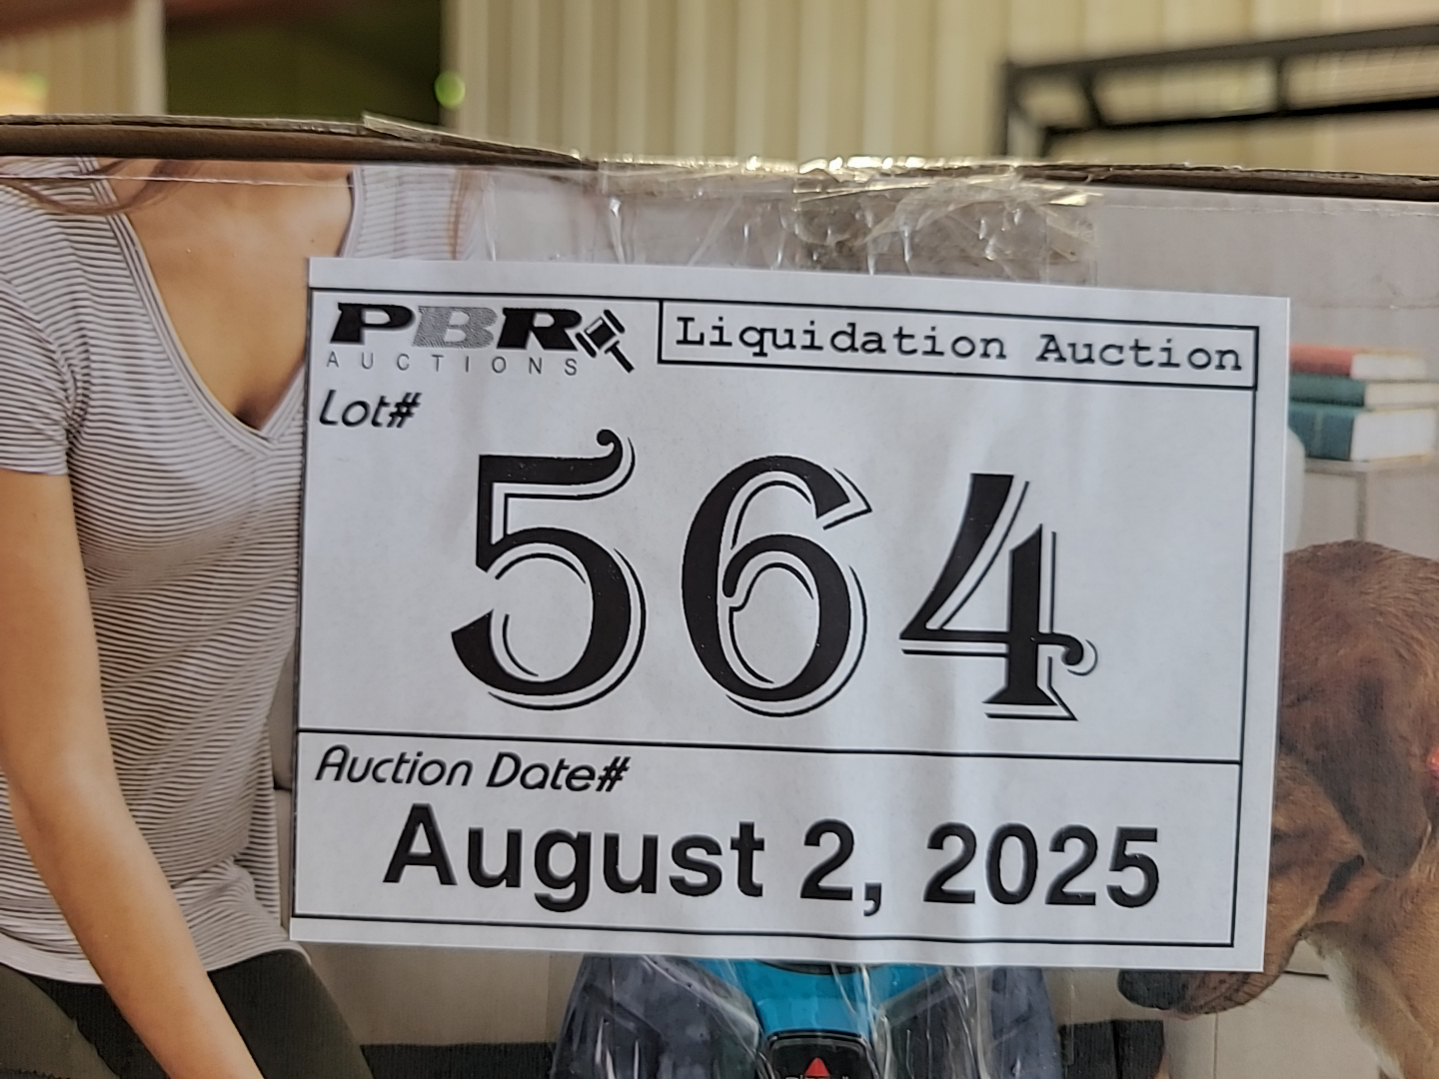 PBR
AUCTIONS
Liquidation Auction
Lot#
564
Auction Date#
August 2, 2025